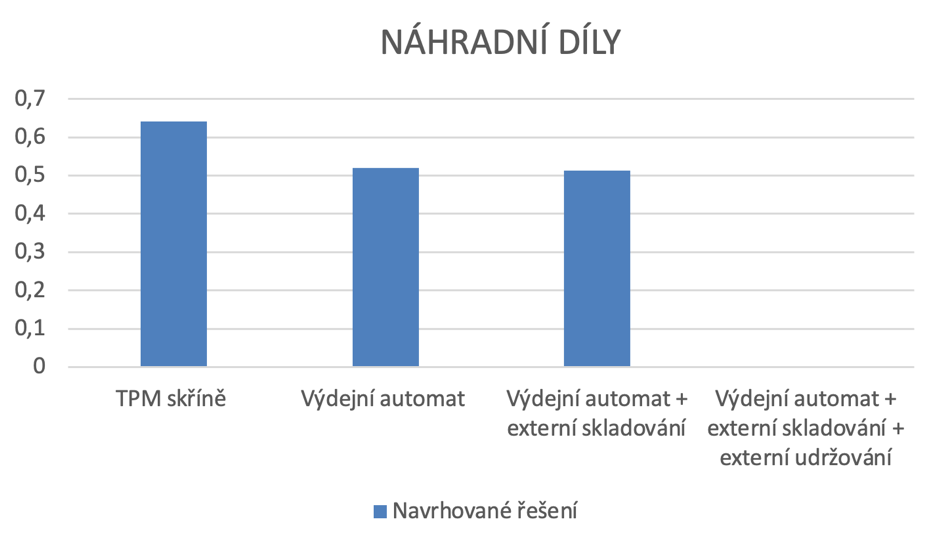 NÁHRADNÍ DÍLY
0,7
0,6
0,5
0,4
0,3
0,2
0,1
0
TPM skříně
Výdejní automat
Výdejní automat +
externí skladování
Výdejní automat +
externí skladování +
externí udržování
Navrhované řešení